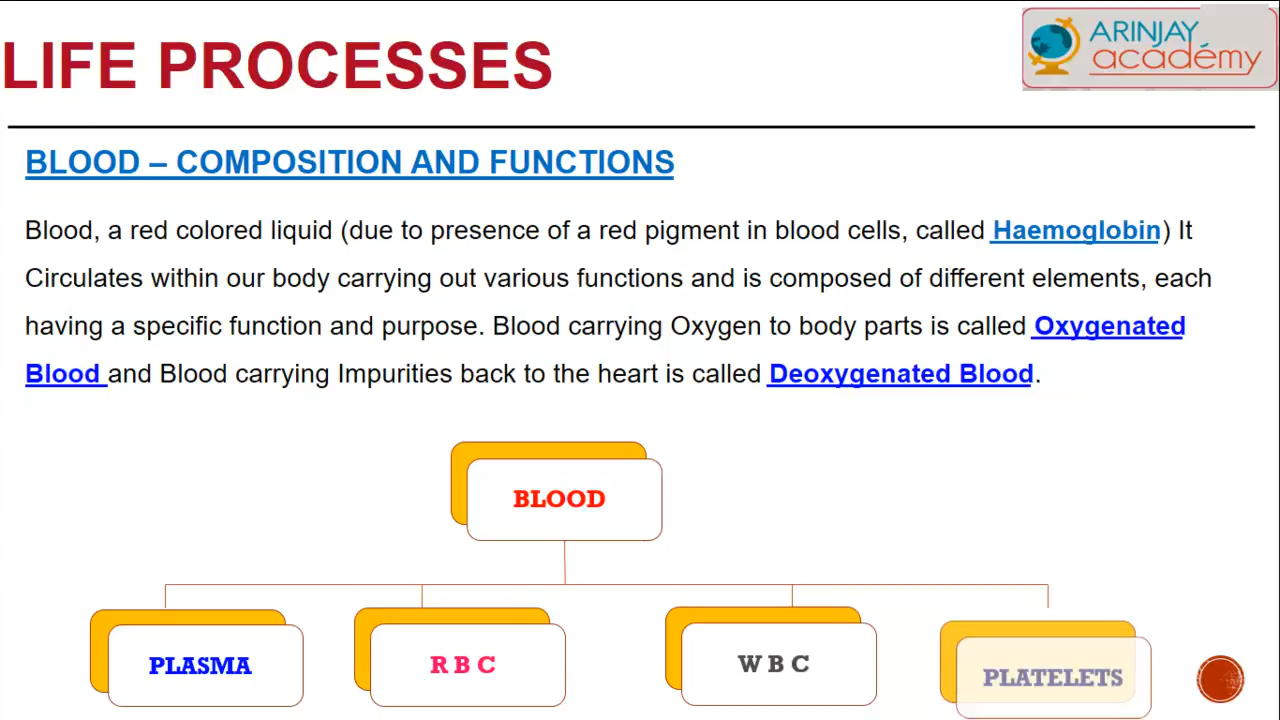 LIFE PROCESSES
ARINJAY
académy
BLOOD – COMPOSITION AND FUNCTIONS
Blood, a red colored liquid (due to presence of a red pigment in blood cells, called Haemoglobin) It
Circulates within our body carrying out various functions and is composed of different elements, each
having a specific function and purpose. Blood carrying Oxygen to body parts is called Oxygenated
Blood and Blood carrying Impurities back to the heart is called Deoxygenated Blood.
BLOOD
PLASMA
R B C
W B C
PLATELETS